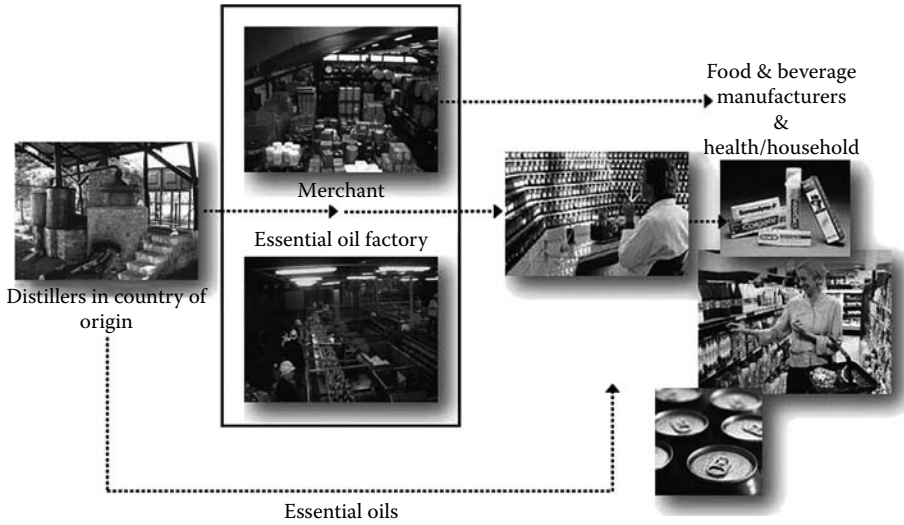 Food & beverage
manufacturers
&
health/household
Merchant
Essential oil factory
Distillers in country of
origin
Essential oils